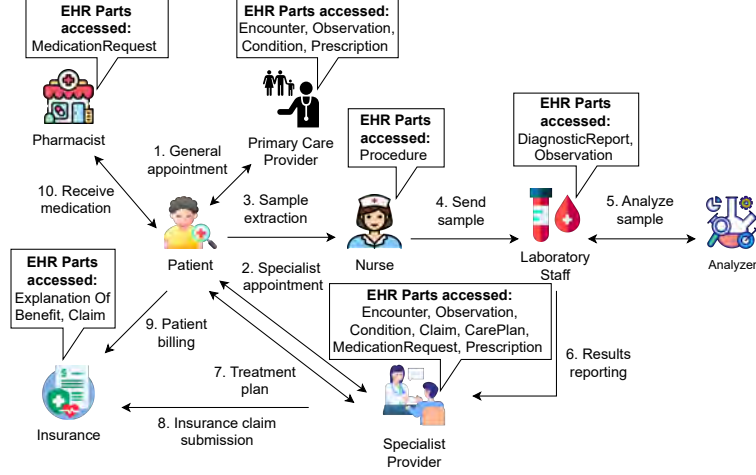 EHR Parts
accessed:
MedicationRequest
EHR Parts accessed:
Encounter, Observation,
Condition, Prescription
Pharmacist
Primary Care
Provider
1. General
appointment
EHR Parts
accessed:
Procedure
EHR Parts
accessed:
DiagnosticReport,
Observation
10. Receive
medication
3. Sample
extraction
4. Send
sample
5. Analyze
sample
Patient
Nurse
Laboratory
Staff
Analyzer
2. Specialist
appointment
EHR Parts
accessed:
Explanation Of
Benefit, Claim
EHR Parts accessed:
Encounter, Observation,
Condition, Claim, CarePlan,
MedicationRequest, Prescription
9. Patient
billing
6. Results
reporting
7. Treatment
plan
8. Insurance claim
submission
Insurance
Specialist
Provider